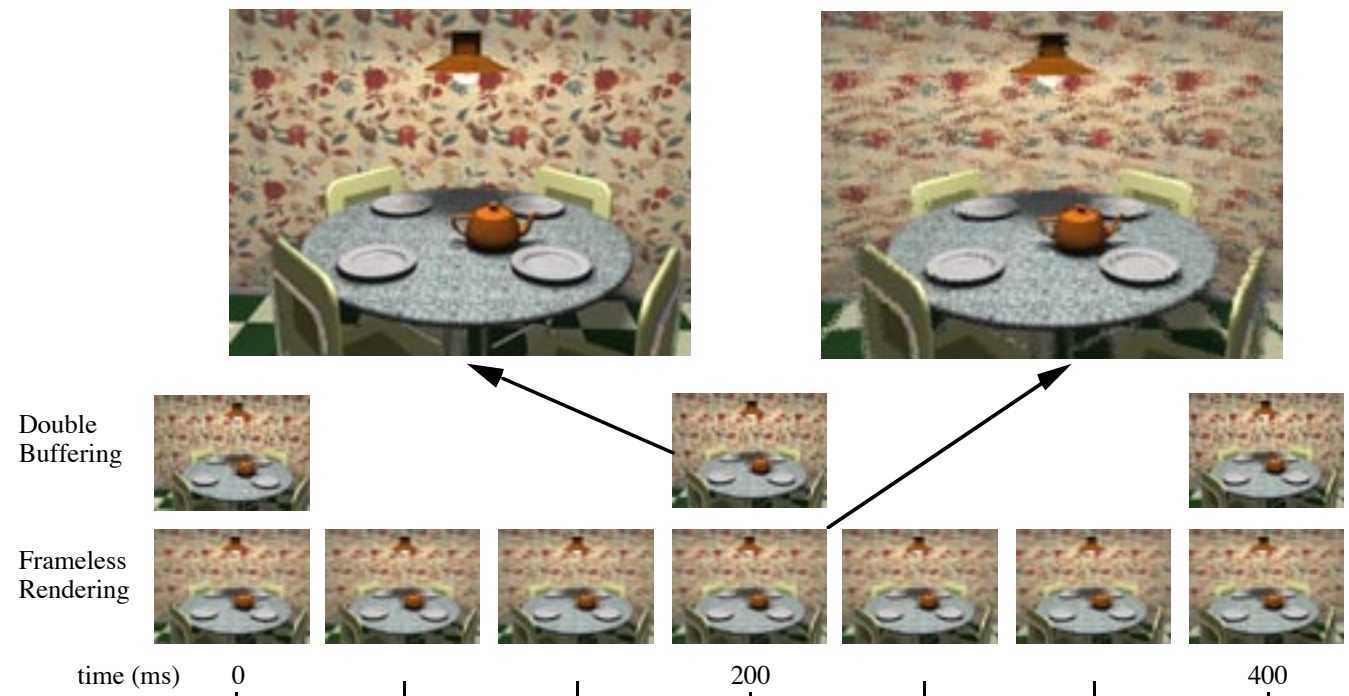 Double
Buffering
Frameless
Rendering
time (ms) 0 200 400